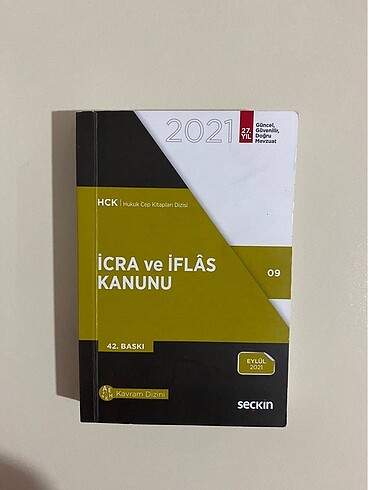 2021
27.
YIL
Güncel,
Güvenilir,
Doğru
Mevzuat
HCK | Hukuk Cep Kitapları Dizisi
İCRA ve İFLÂS
KANUNU
09
42. BASKI
EYLÜL
2021
Kavram Dizini
seçkin